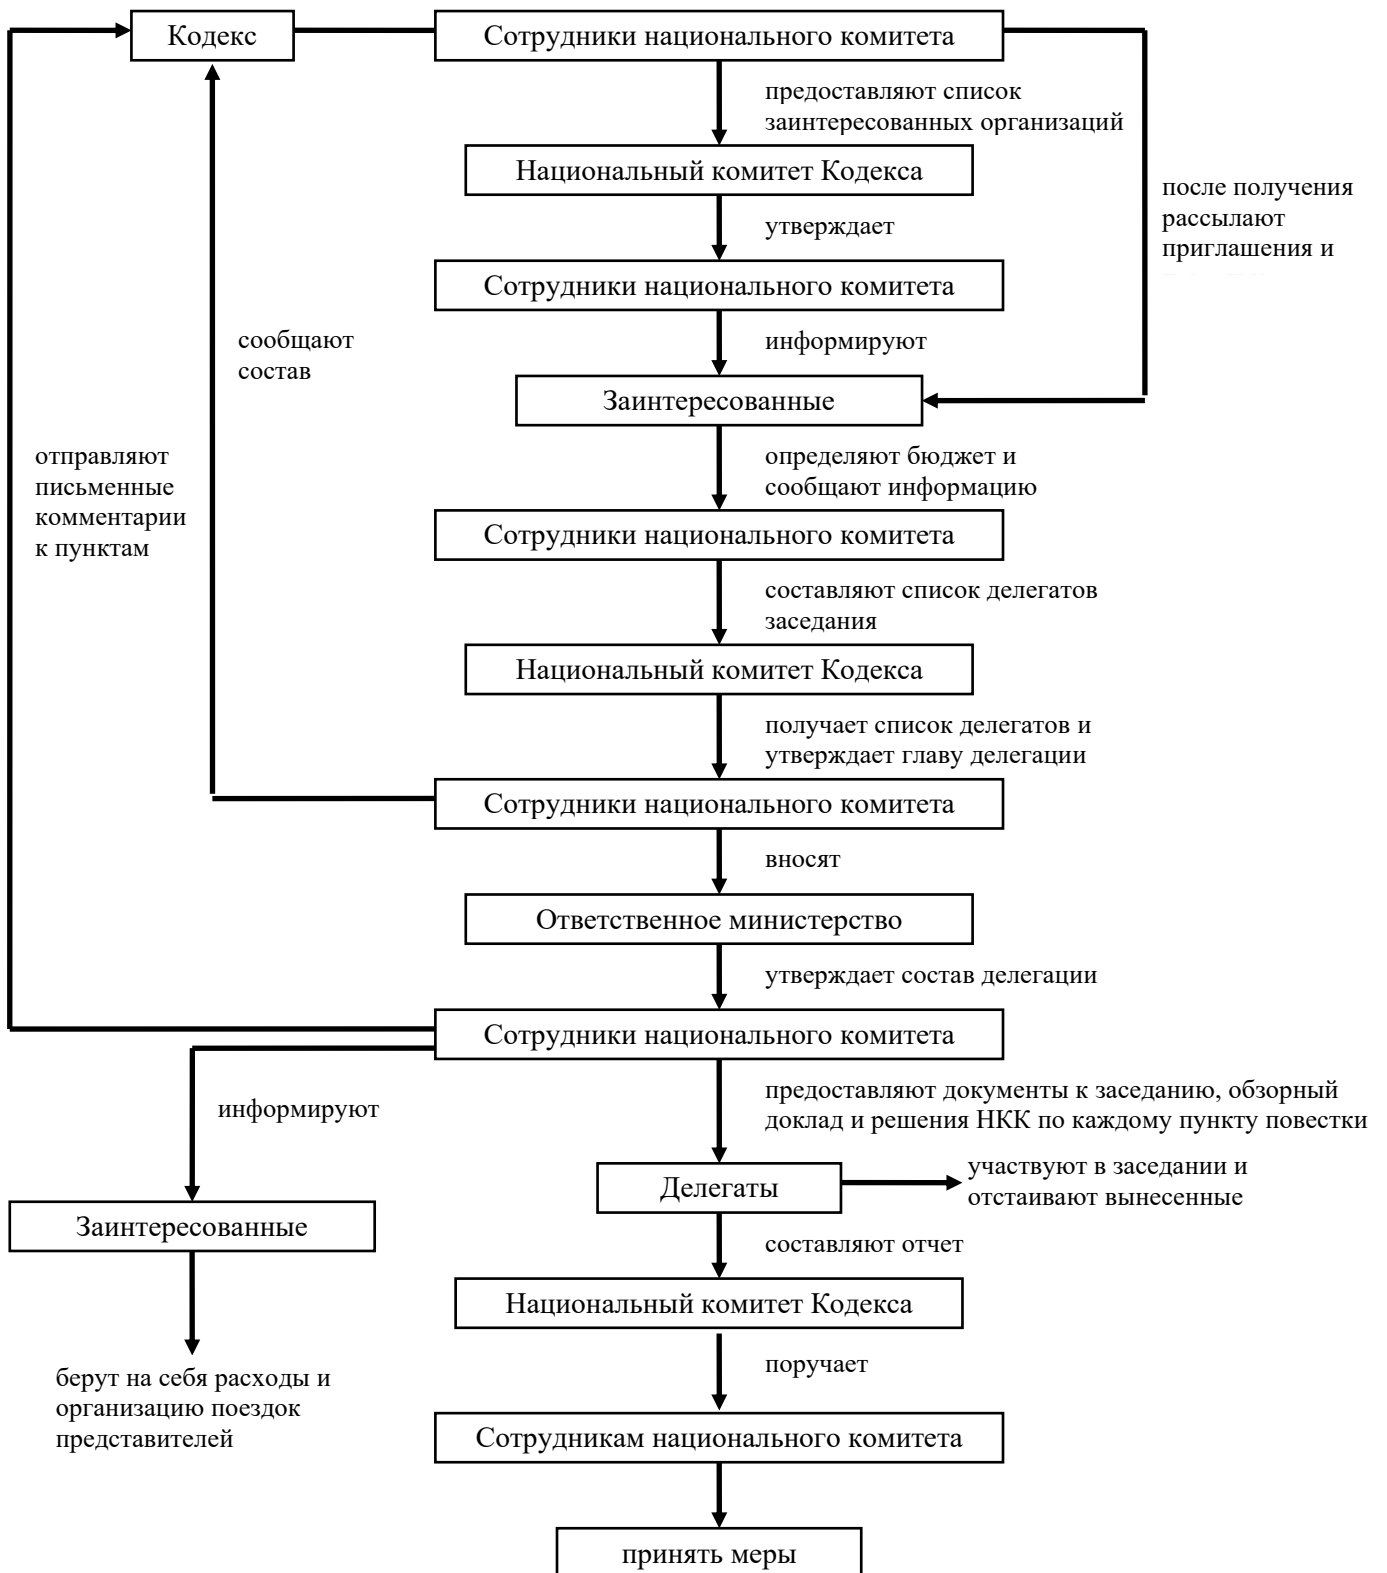 Кодекс
Сотрудники национального комитета
предоставляют список
заинтересованных организаций
Национальный комитет Кодекса
после получения
рассылают
приглашения и
утверждает
Сотрудники национального комитета
информируют
сообщают
состав
Заинтересованные
отправляют
письменные
комментарии
к пунктам
определяют бюджет и
сообщают информацию
Сотрудники национального комитета
составляют список делегатов
заседания
Национальный комитет Кодекса
получает список делегатов и
утверждает главу делегации
Сотрудники национального комитета
вносят
Ответственное министерство
утверждает состав делегации
Сотрудники национального комитета
информируют
предоставляют документы к заседанию, обзорный
доклад и решения НКК по каждому пункту повестки
Делегаты
участвуют в заседании и
отстаивают вынесенные
Заинтересованные
составляют отчет
Национальный комитет Кодекса
поручает
берут на себя расходы и
организацию поездок
представителей
Сотрудникам национального комитета
принять меры